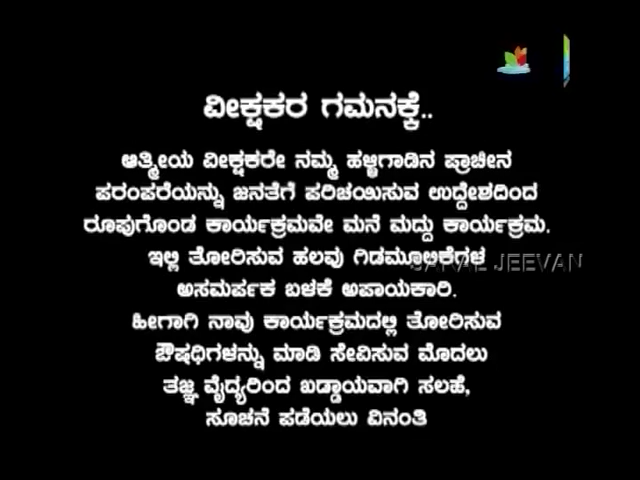 ವೀಕ್ಷಕರ ಗಮನಕ್ಕೆ..
ಆತ್ಮೀಯ ವೀಕ್ಷಕರೇ ನಮ್ಮ ಹಳ್ಳಿಗಾಡಿನ ಪ್ರಾಚೀನ
ಪರಂಪರೆಯನ್ನು ಜನತೆಗೆ ಪರಿಚಯಿಸುವ ಉದ್ದೇಶದಿಂದ
ರೂಪುಗೊಂಡ ಕಾರ್ಯಕ್ರಮವೇ ಮನೆ ಮದ್ದು ಕಾರ್ಯಕ್ರಮ.
ಇಲ್ಲಿ ತೋರಿಸುವ ಹಲವು ಗಿಡಮೂಲಿಕೆಗಳ
JEEVAN
ಅಸಮರ್ಪಕ ಬಳಕೆ ಅಪಾಯಕಾರಿ.
ಹೀಗಾಗಿ ನಾವು ಕಾರ್ಯಕ್ರಮದಲ್ಲಿ ತೋರಿಸುವ
ಔಷಧಿಗಳನ್ನು ಮಾಡಿ ಸೇವಿಸುವ ಮೊದಲು
ತಜ್ಞ ವೈದ್ಯರಿಂದ ಖಡ್ಡಾಯವಾಗಿ ಸಲಹೆ,
ಸೂಚನೆ ಪಡೆಯಲು ವಿನಂತಿ